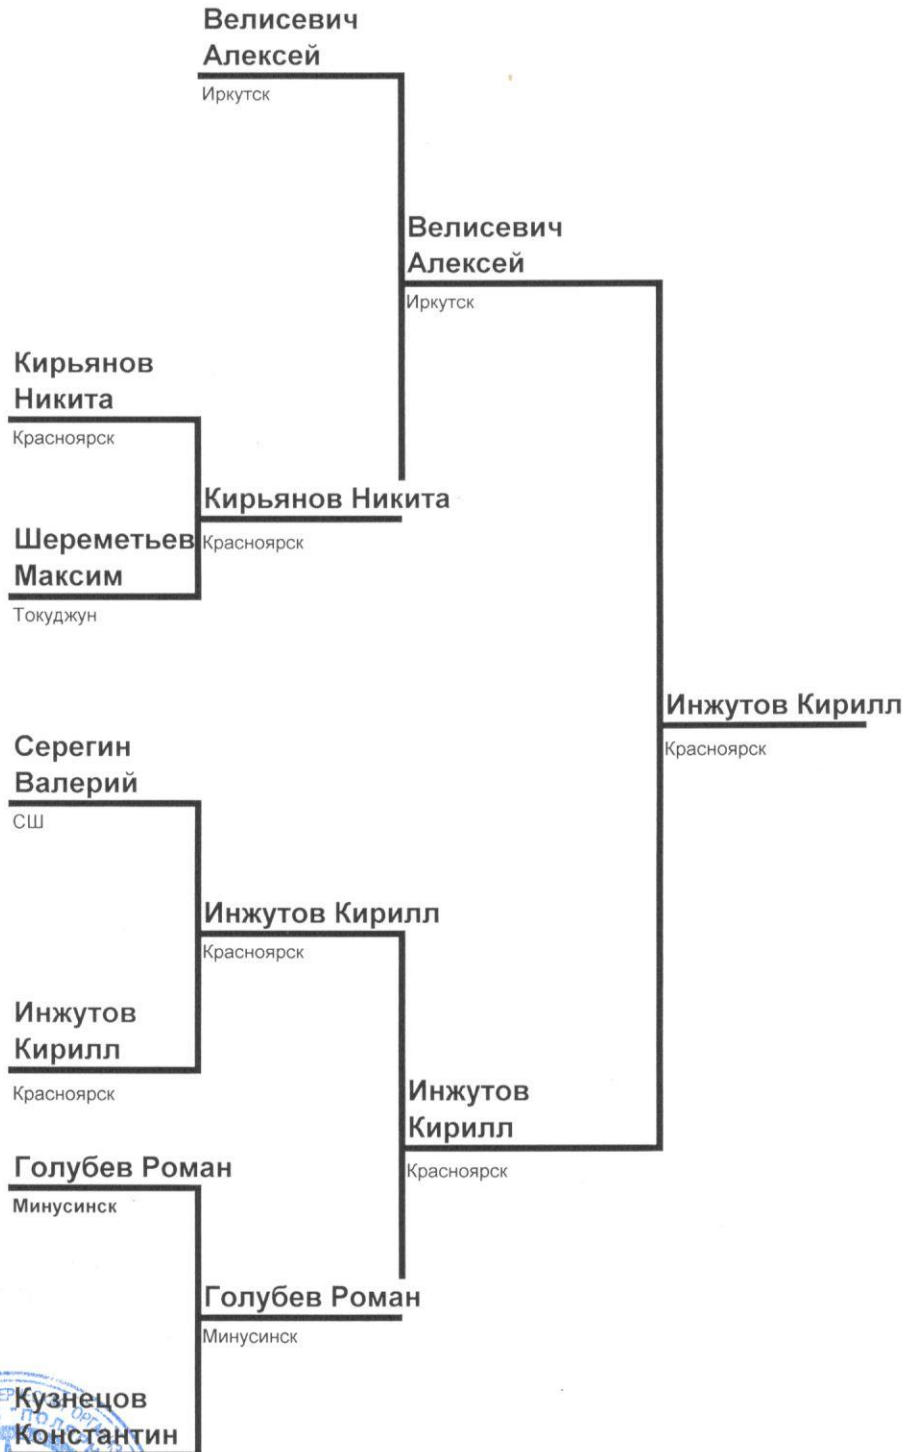 Велисевич
Алексей
Иркутск
Велисевич
Алексей
Иркутск
Кирьянов
Никита
Красноярск
Кирьянов Никита
Красноярск
Шереметьев
Максим
Токуджун
Инжутов Кирилл
Красноярск
Серегин
Валерий
СШ
Инжутов Кирилл
Красноярск
Инжутов
Кирилл
Красноярск
Инжутов
Кирилл
Красноярск
Голубев Роман
Минусинск
Голубев Роман
Минусинск
Кузнецов
Константин